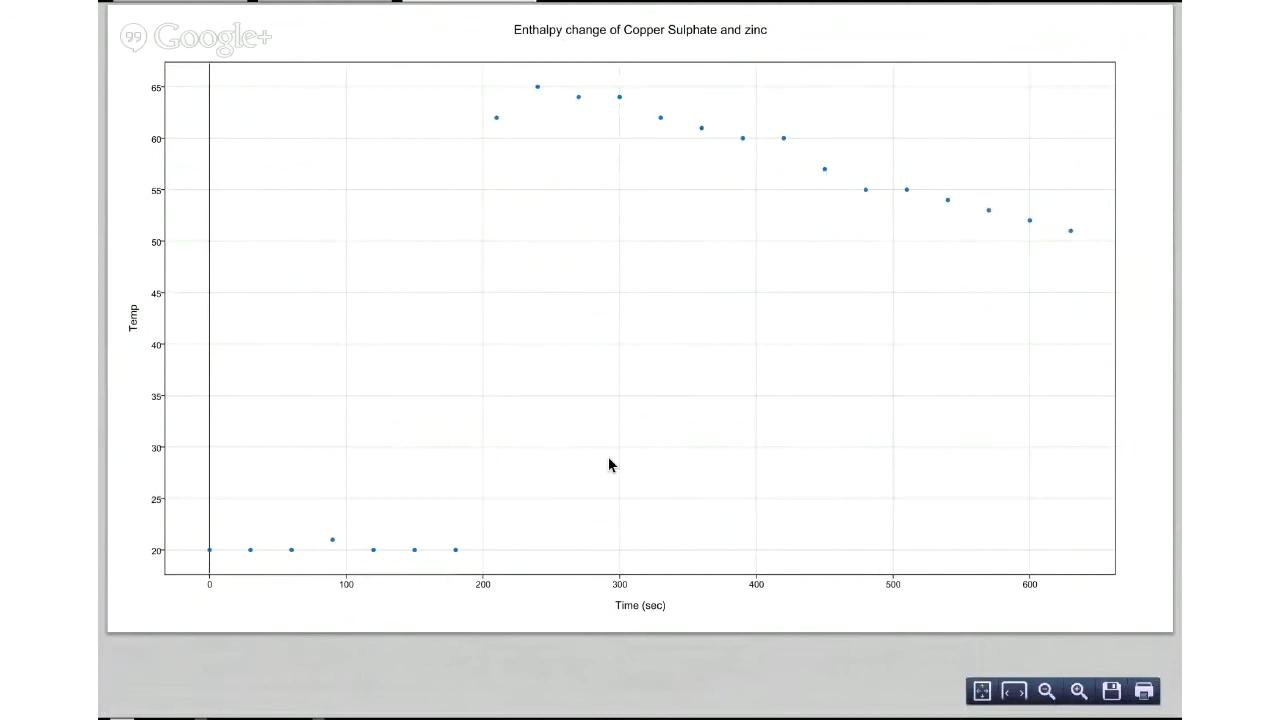 Google+
Enthalpy change of Copper Sulphate and zinc
65
60
55
50
45
40
35
30
25
20
Temp
0 100 200 300 400 500 600
Time (sec)